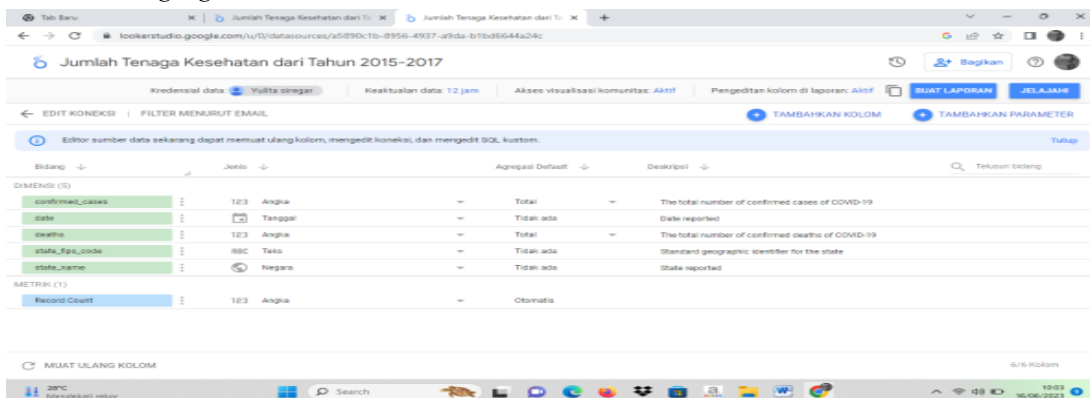 Tab Baru
Jumlah Tenaga Kesehatan dari Ta
Jumlah Tenaga Kesehatan dari Ta
lookerstudio.google.com/u/0/datasources/a5890c1b-8956-4937-a9da-b1bd6644a24c
Jumlah Tenaga Kesehatan dari Tahun 2015-2017
Bagikan
Kredensial data: Yulita siregar
Keaktualan data: 12 jam
Akses visualisasi komunitas: Aktif
Pengeditan kolom di laporan: Aktif
BUAT LAPORAN
JELAJAHI
EDIT KONEKSI | FILTER MENURUT EMAIL
TAMBAHKAN KOLOM
TAMBAHKAN PARAMETER
Editor sumber data sekarang dapat memuat ulang kolom, mengedit koneksi, dan mengedit SQL kustom.
Tutup
Bidang Jenis Agregasi Default Deskripsi Telusuri bidang
DIMENSI (5)
confirmed_cases 123 Angka Total The total number of confirmed cases of COVID-19
date Tanggal Tidak ada Date reported
deaths 123 Angka Total The total number of confirmed deaths of COVID-19
state_fips_code ABC Teks Tidak ada Standard geographic identifier for the state
state_name Negara Tidak ada State reported
METRIK (1)
Record Count 123 Angka Otomatis
MUAT ULANG KOLOM
6/6 Kolom
28°C
Mendekati rekor
Search
10:03
16/06/2023